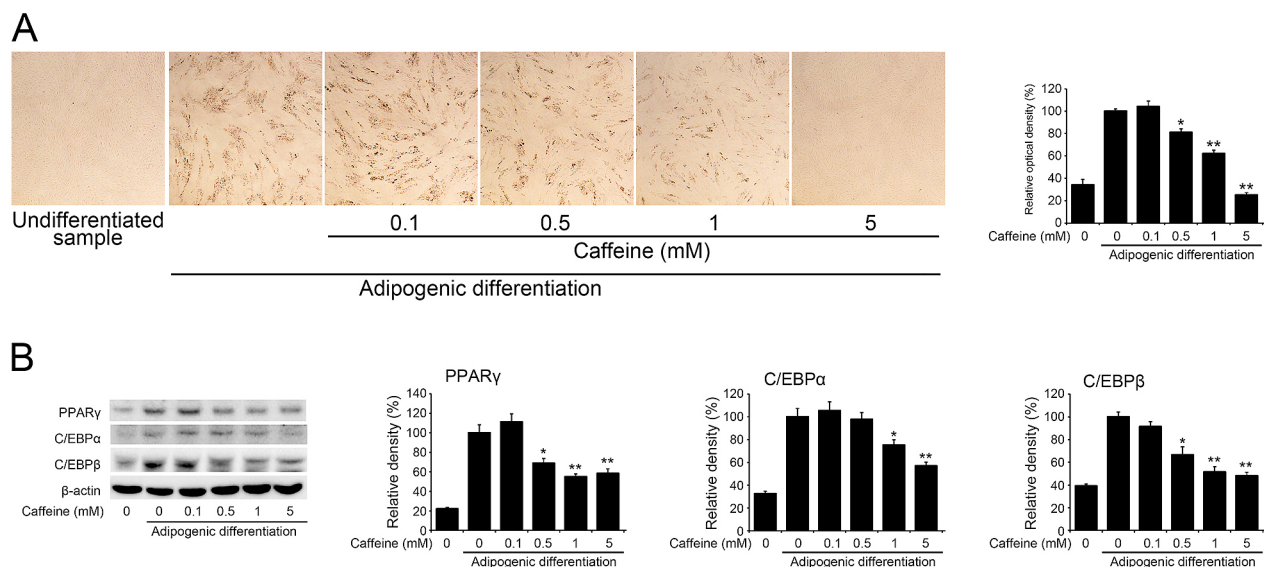 A
Undifferentiated
sample
0.1 0.5 1 5
Caffeine (mM)
Adipogenic differentiation
Relative optical density (%)
120
100
80
60
40
20
0
*
**
**
Caffeine (mM) 0 0 0.1 0.5 1 5
Adipogenic differentiation
B
PPARγ
C/EBPα
C/EBPβ
β-actin
Caffeine (mM) 0 0 0.1 0.5 1 5
Adipogenic differentiation
PPARγ
Relative density (%)
140
120
100
80
60
40
20
0
*
**
**
Caffeine (mM) 0 0 0.1 0.5 1 5
Adipogenic differentiation
C/EBPα
Relative density (%)
120
100
80
60
40
20
0
*
**
Caffeine (mM) 0 0 0.1 0.5 1 5
Adipogenic differentiation
C/EBPβ
Relative density (%)
120
100
80
60
40
20
0
*
**
**
Caffeine (mM) 0 0 0.1 0.5 1 5
Adipogenic differentiation